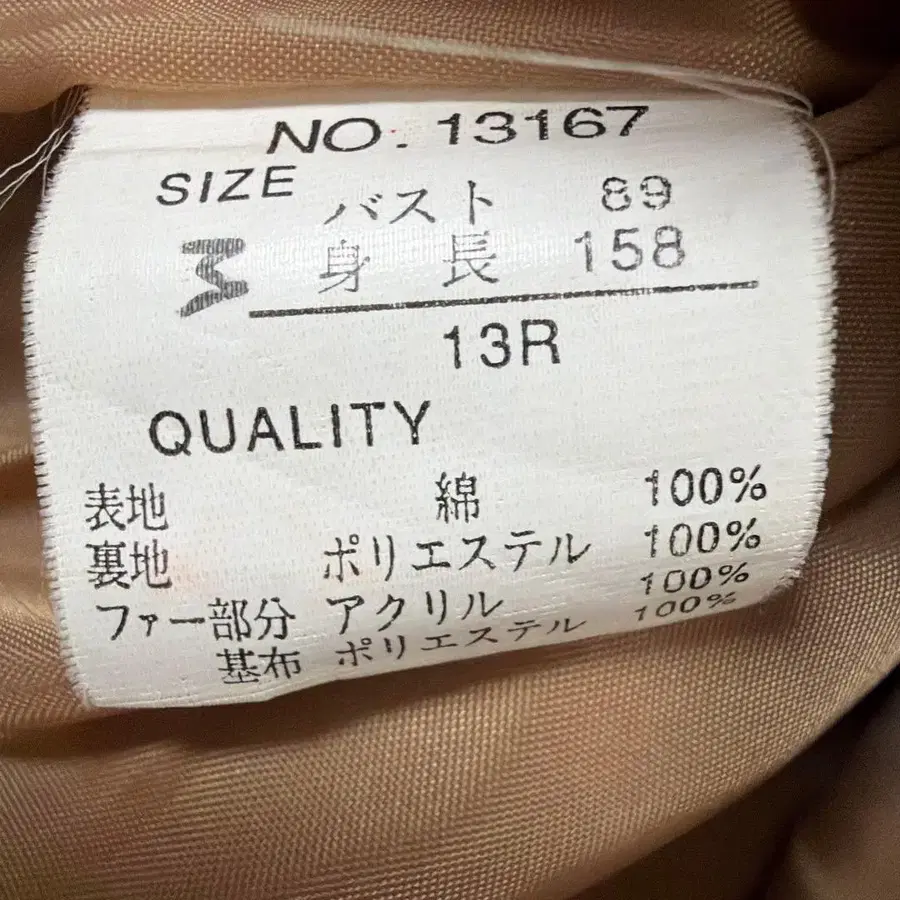 NO. 13167
SIZE
バスト 89
M 身長 158
13R
QUALITY
表地 綿 100%
裏地 ポリエステル 100%
ファー部分 アクリル 100%
基布 ポリエステル 100%